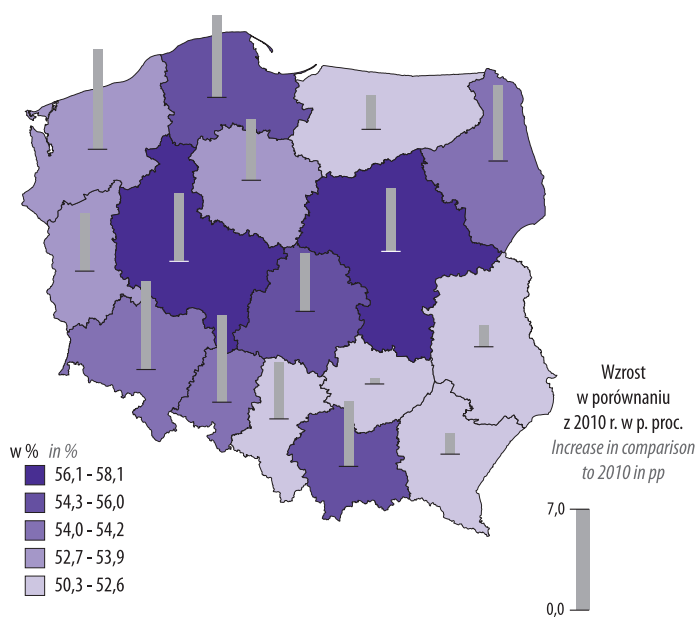 Wzrost
w porównaniu
z 2010 r. w p. proc.
Increase in comparison
to 2010 in pp
w % in %
56,1 - 58,1
54,3 - 56,0
54,0 - 54,2
52,7 - 53,9
50,3 - 52,6
7,0
0,0